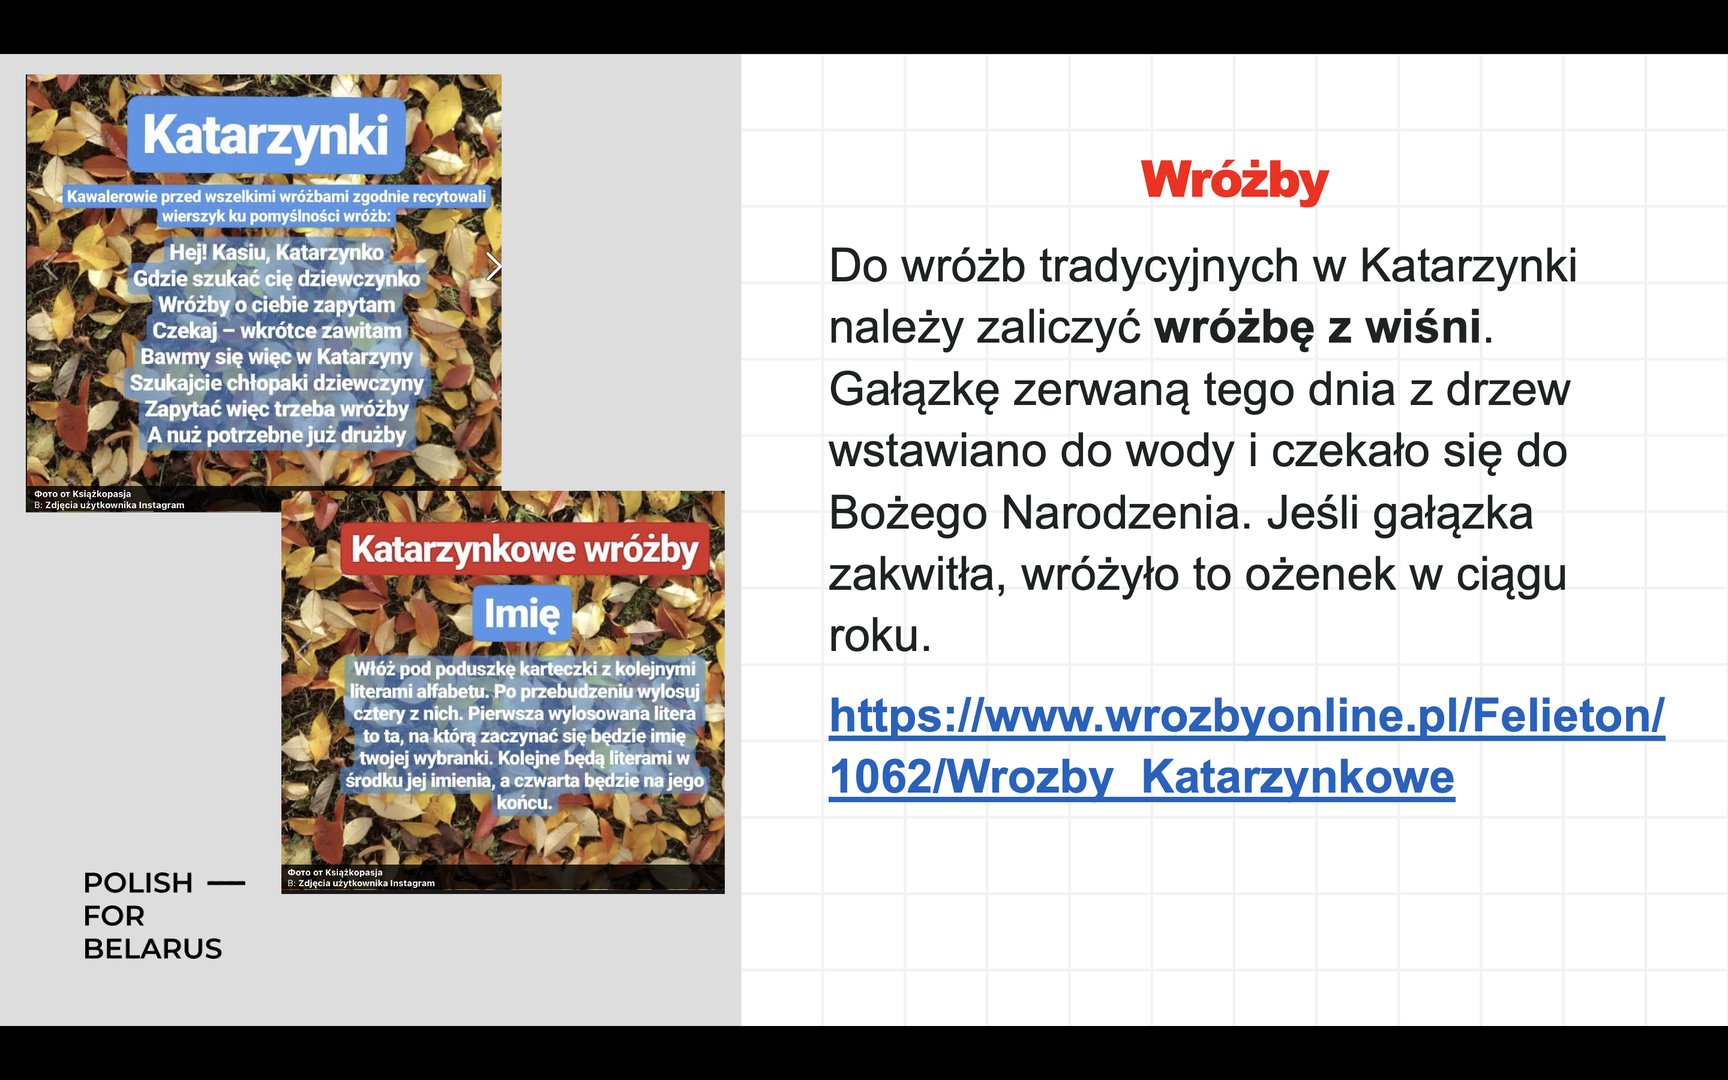 Katarzynki
Kawalerowie przed wszelkimi wróżbami zgodnie recytowali
wierszyk ku pomyślności wróżb:
Hej! Kasiu, Katarzynko
Gdzie szukać cię dziewczynko
Wróżby o ciebie zapytam
Czekaj – wkrótce zawitam
Bawmy się więc w Katarzyny
Szukajcie chłopaki dziewczyny
Zapytać więc trzeba wróżby
A nuż potrzebne już drużby
Фото от Książkopasja
В: Zdjęcia użytkownika Instagram
Katarzynkowe wróżby
Imię
Włóż pod poduszkę karteczki z kolejnymi
literami alfabetu. Po przebudzeniu wylosuj
cztery z nich. Pierwsza wylosowana litera
to ta, na którą zaczynać się będzie imię
twojej wybranki. Kolejne będą literami w
środku jej imienia, a czwarta będzie na jego
końcu.
Фото от Książkopasja
В: Zdjęcia użytkownika Instagram
POLISH —
FOR
BELARUS
Wróżby
Do wróżb tradycyjnych w Katarzynki
należy zaliczyć wróżbę z wiśni.
Gałązkę zerwaną tego dnia z drzew
wstawiano do wody i czekało się do
Bożego Narodzenia. Jeśli gałązka
zakwitła, wróżyło to ożenek w ciągu
roku.
https://www.wrozbyonline.pl/Felieton/
1062/Wrozby_Katarzynkowe